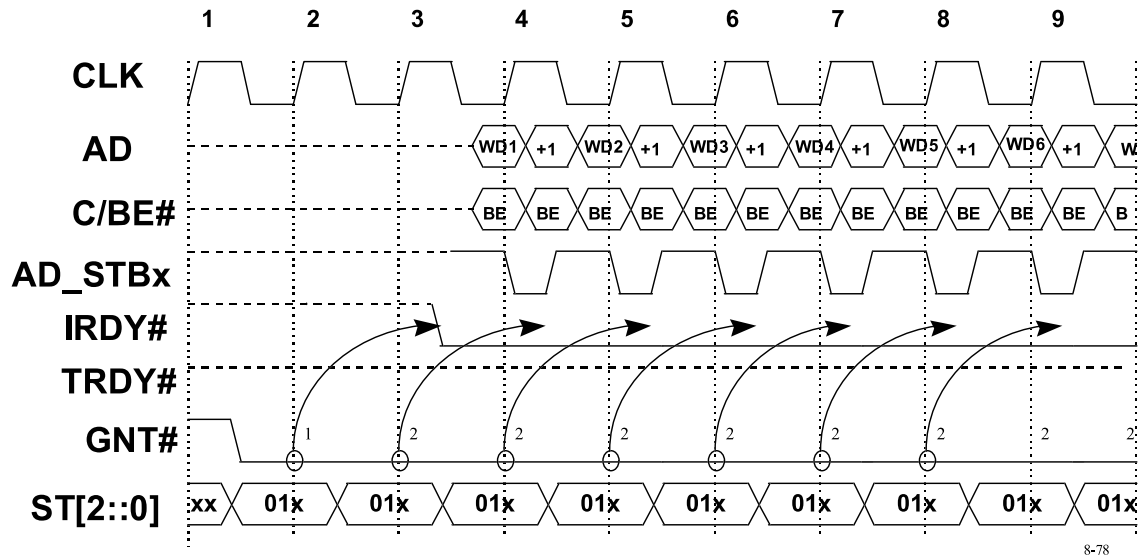 1 2 3 4 5 6 7 8 9
CLK
AD WD1 +1 WD2 +1 WD3 +1 WD4 +1 WD5 +1 WD6 +1 W
C/BE# BE BE BE BE BE BE BE BE BE BE BE BE B
AD_STBx
IRDY#
TRDY#
GNT# 1 2 2 2 2 2 2 2 2
ST[2::0] xx 01x 01x 01x 01x 01x 01x 01x 01x 01x
8-78